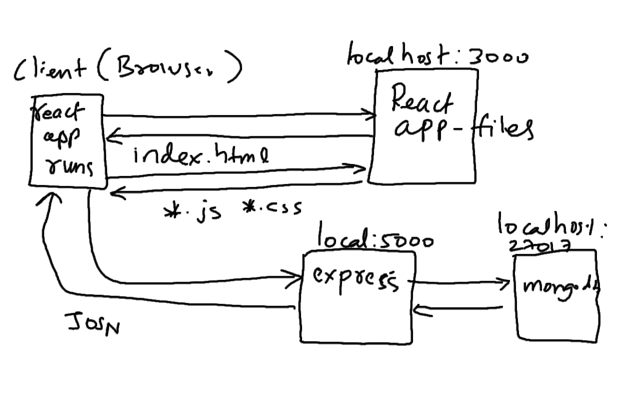 Client (Browser)
localhost:3000
react
app
runs
React
app-files
index.html
*.js *.css
local:5000
localhost:
27017
express
mongodb
JOSN